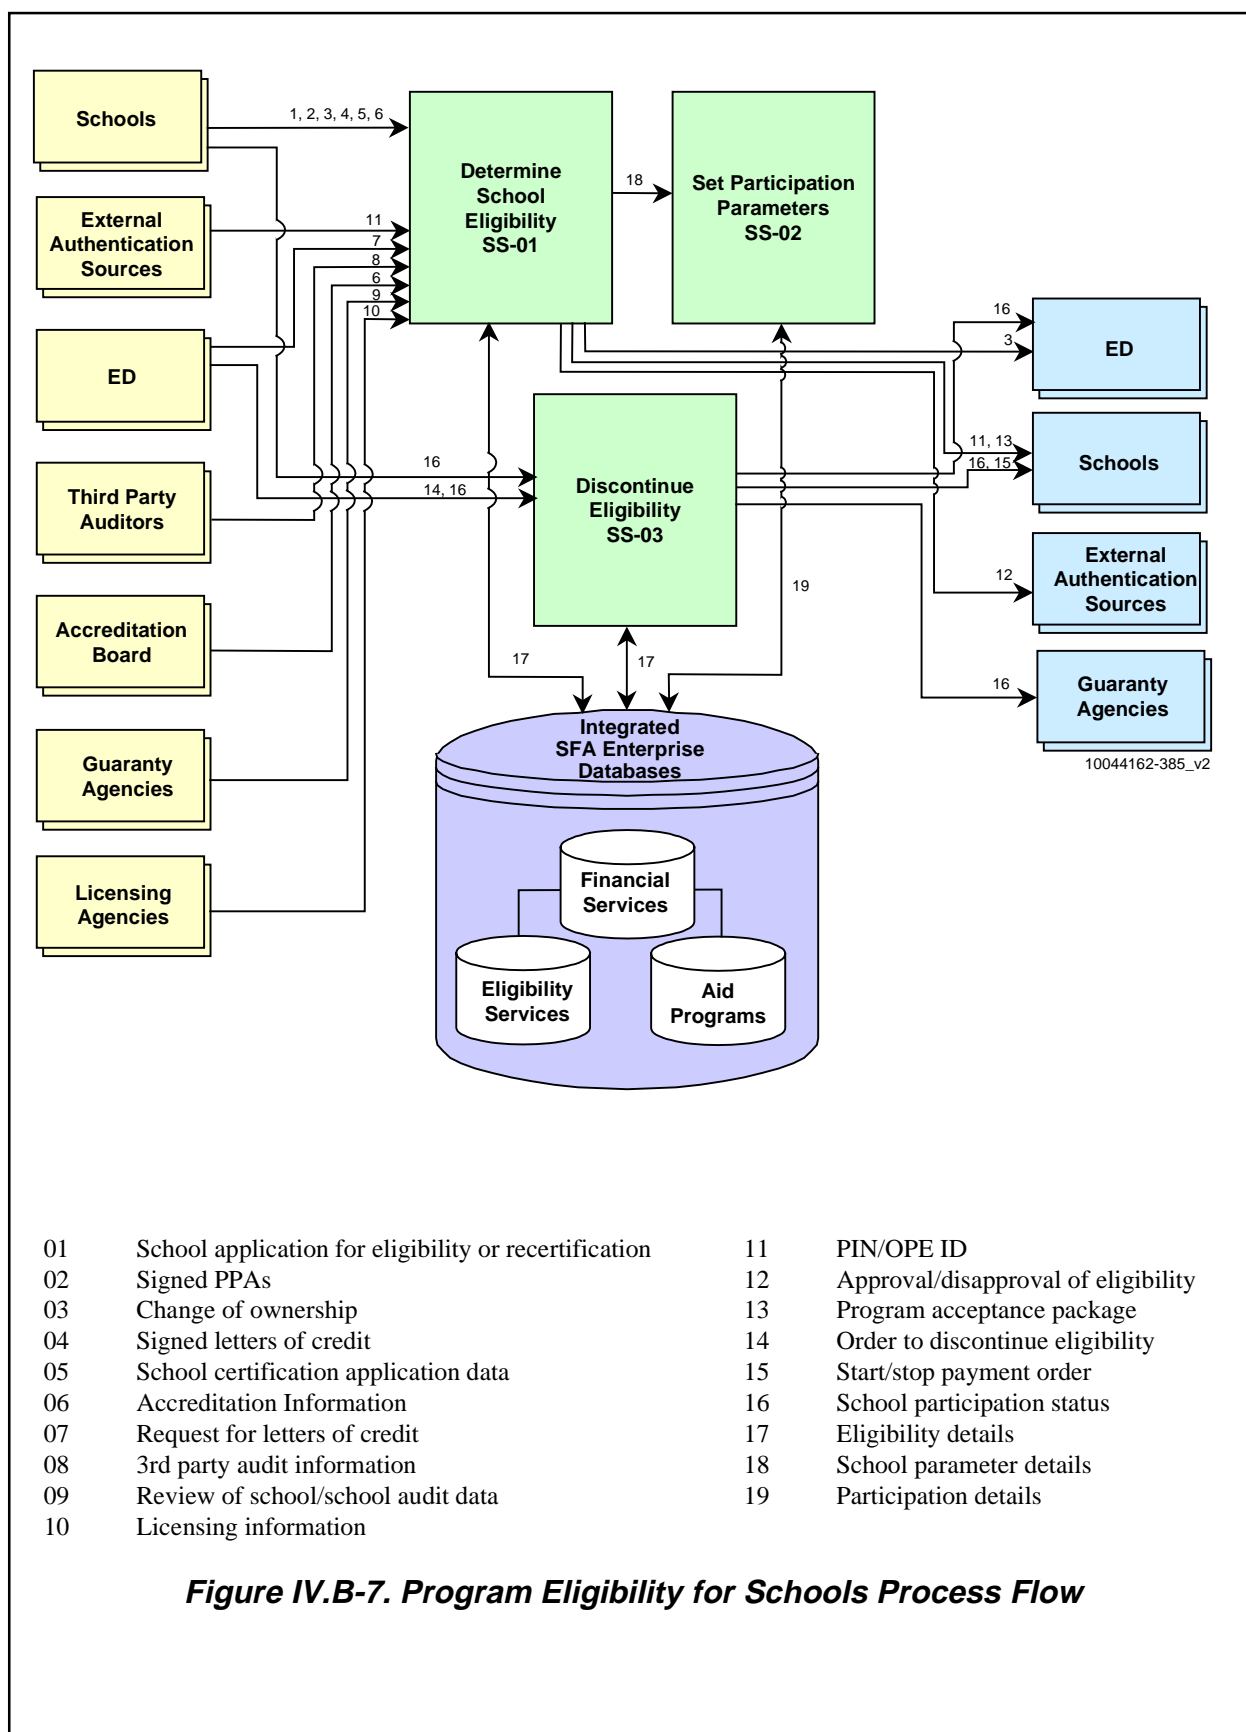 Schools
1, 2, 3, 4, 5, 6
Determine
School
Eligibility
SS-01
18
Set Participation
Parameters
SS-02
External
Authentication
Sources
11
7
8
6
9
10
ED
16
3
ED
Third Party
Auditors
16
14, 16
Discontinue
Eligibility
SS-03
11, 13
16, 15
Schools
12
External
Authentication
Sources
19
Accreditation
Board
17
17
16
Guaranty
Agencies
10044162-385_v2
Guaranty
Agencies
Integrated
SFA Enterprise
Databases
Licensing
Agencies
Financial
Services
Eligibility
Services
Aid
Programs
01 School application for eligibility or recertification
02 Signed PPAs
03 Change of ownership
04 Signed letters of credit
05 School certification application data
06 Accreditation Information
07 Request for letters of credit
08 3rd party audit information
09 Review of school/school audit data
10 Licensing information
11 PIN/OPE ID
12 Approval/disapproval of eligibility
13 Program acceptance package
14 Order to discontinue eligibility
15 Start/stop payment order
16 School participation status
17 Eligibility details
18 School parameter details
19 Participation details
Figure IV.B-7. Program Eligibility for Schools Process Flow